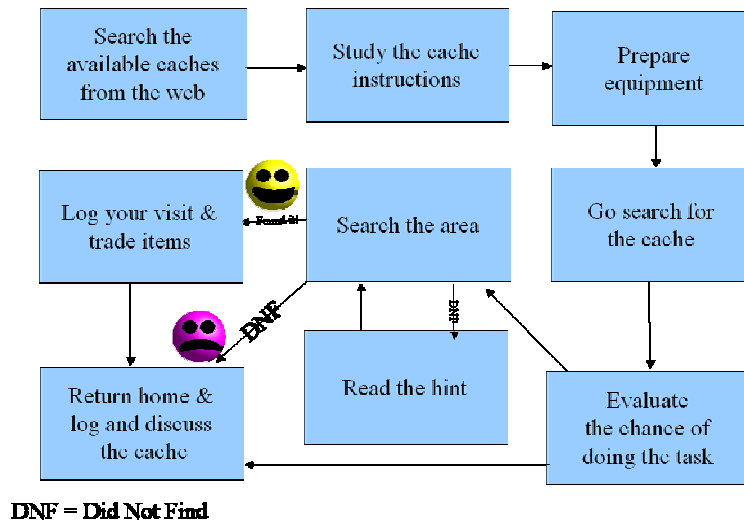 Search the
available caches
from the web
Study the cache
instructions
Prepare
equipment
Log your visit &
trade items
Found it!
Search the area
Go search for
the cache
DNF
DNF
Return home &
log and discuss
the cache
Read the hint
Evaluate
the chance of
doing the task
DNF = Did Not Find